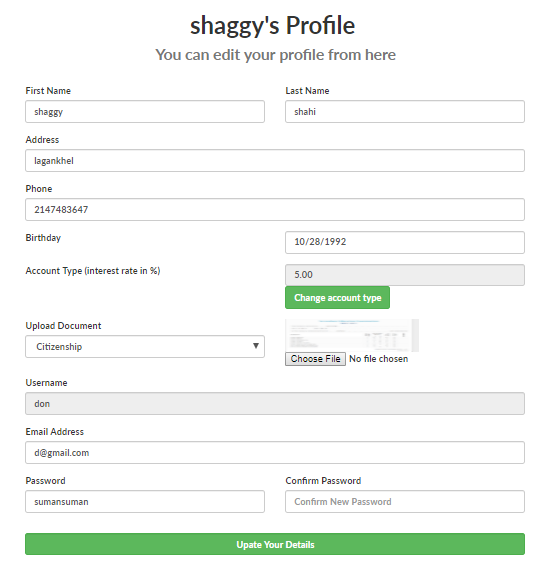 shaggy's Profile
You can edit your profile from here
First Name
Last Name
shaggy
shahi
Address
lagankhel
Phone
2147483647
Birthday
10/28/1992
Account Type (interest rate in %)
5.00
Change account type
Upload Document
Citizenship
Choose File No file chosen
Username
don
Email Address
d@gmail.com
Password
Confirm Password
sumansuman
Confirm New Password
Upate Your Details